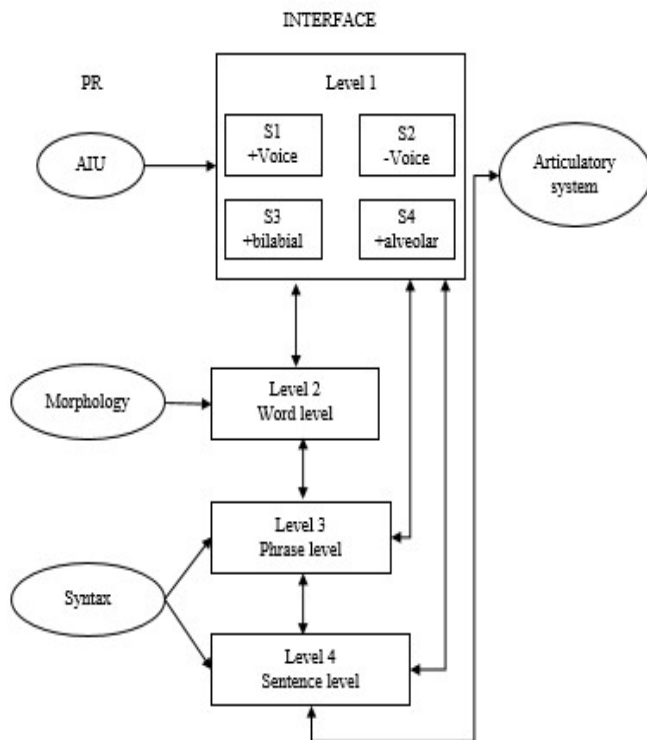 INTERFACE
PR
Level 1
S1
+Voice
S2
-Voice
AIU
Articulatory
system
S3
+bilabial
S4
+alveolar
Level 2
Word level
Morphology
Level 3
Phrase level
Syntax
Level 4
Sentence level